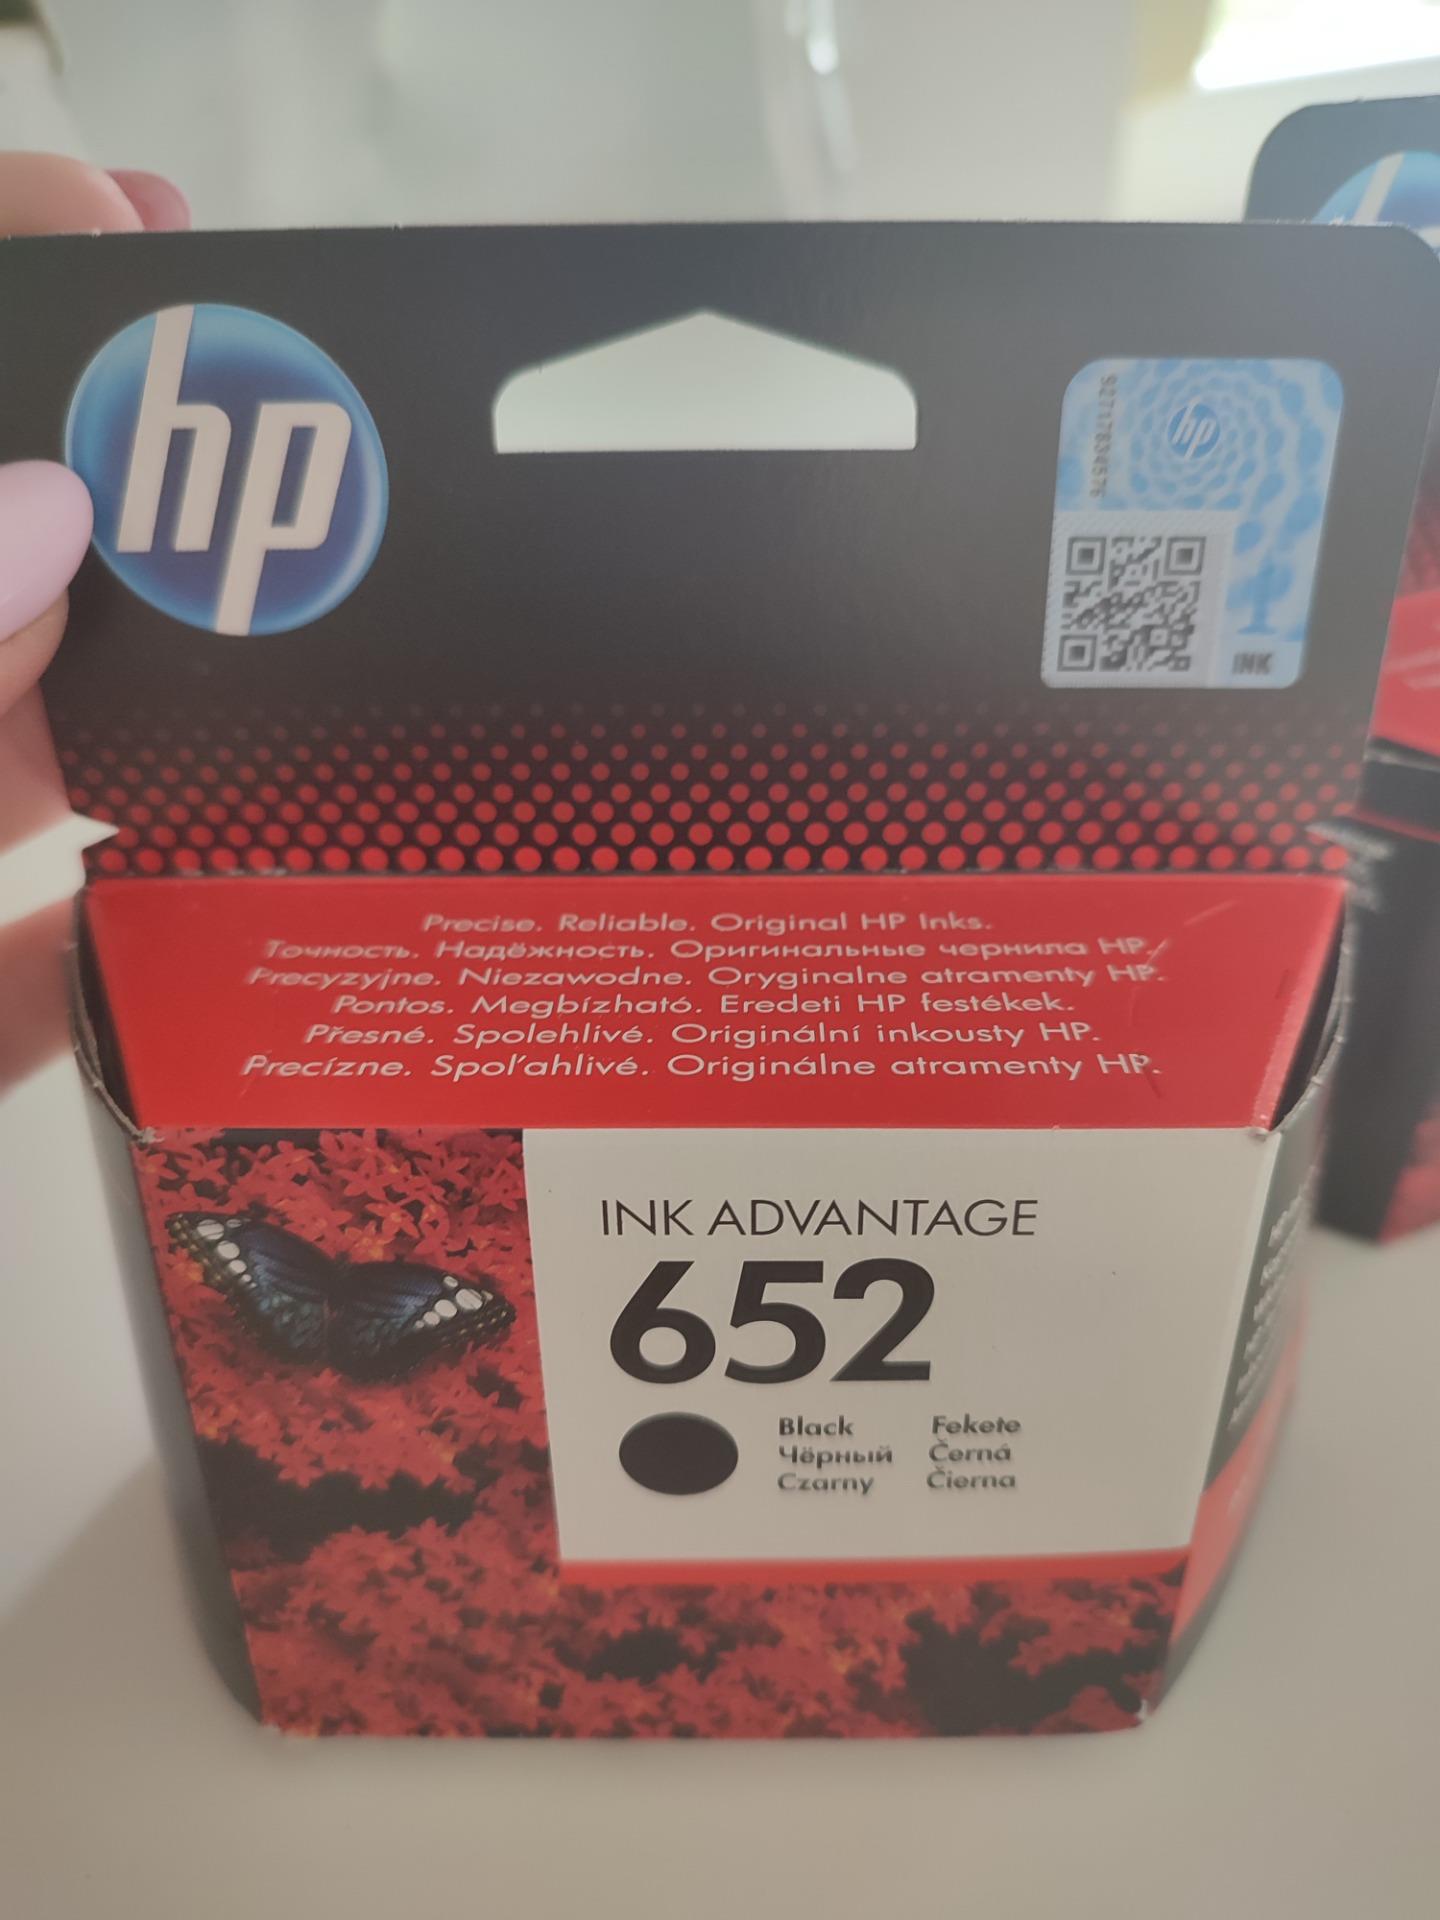 hp
92717834576
hp
INK
Precise. Reliable. Original HP Inks.
Точность. Надёжность. Оригинальные чернила HP.
Precyzyjne. Niezawodne. Oryginalne atramenty HP.
Pontos. Megbízható. Eredeti HP festékek.
Přesné. Spolehlivé. Originální inkousty HP.
Precízne. Spoľahlivé. Originálne atramenty HP.
INK ADVANTAGE
652
Black Fekete
Чёрный Černá
Czarny Čierna